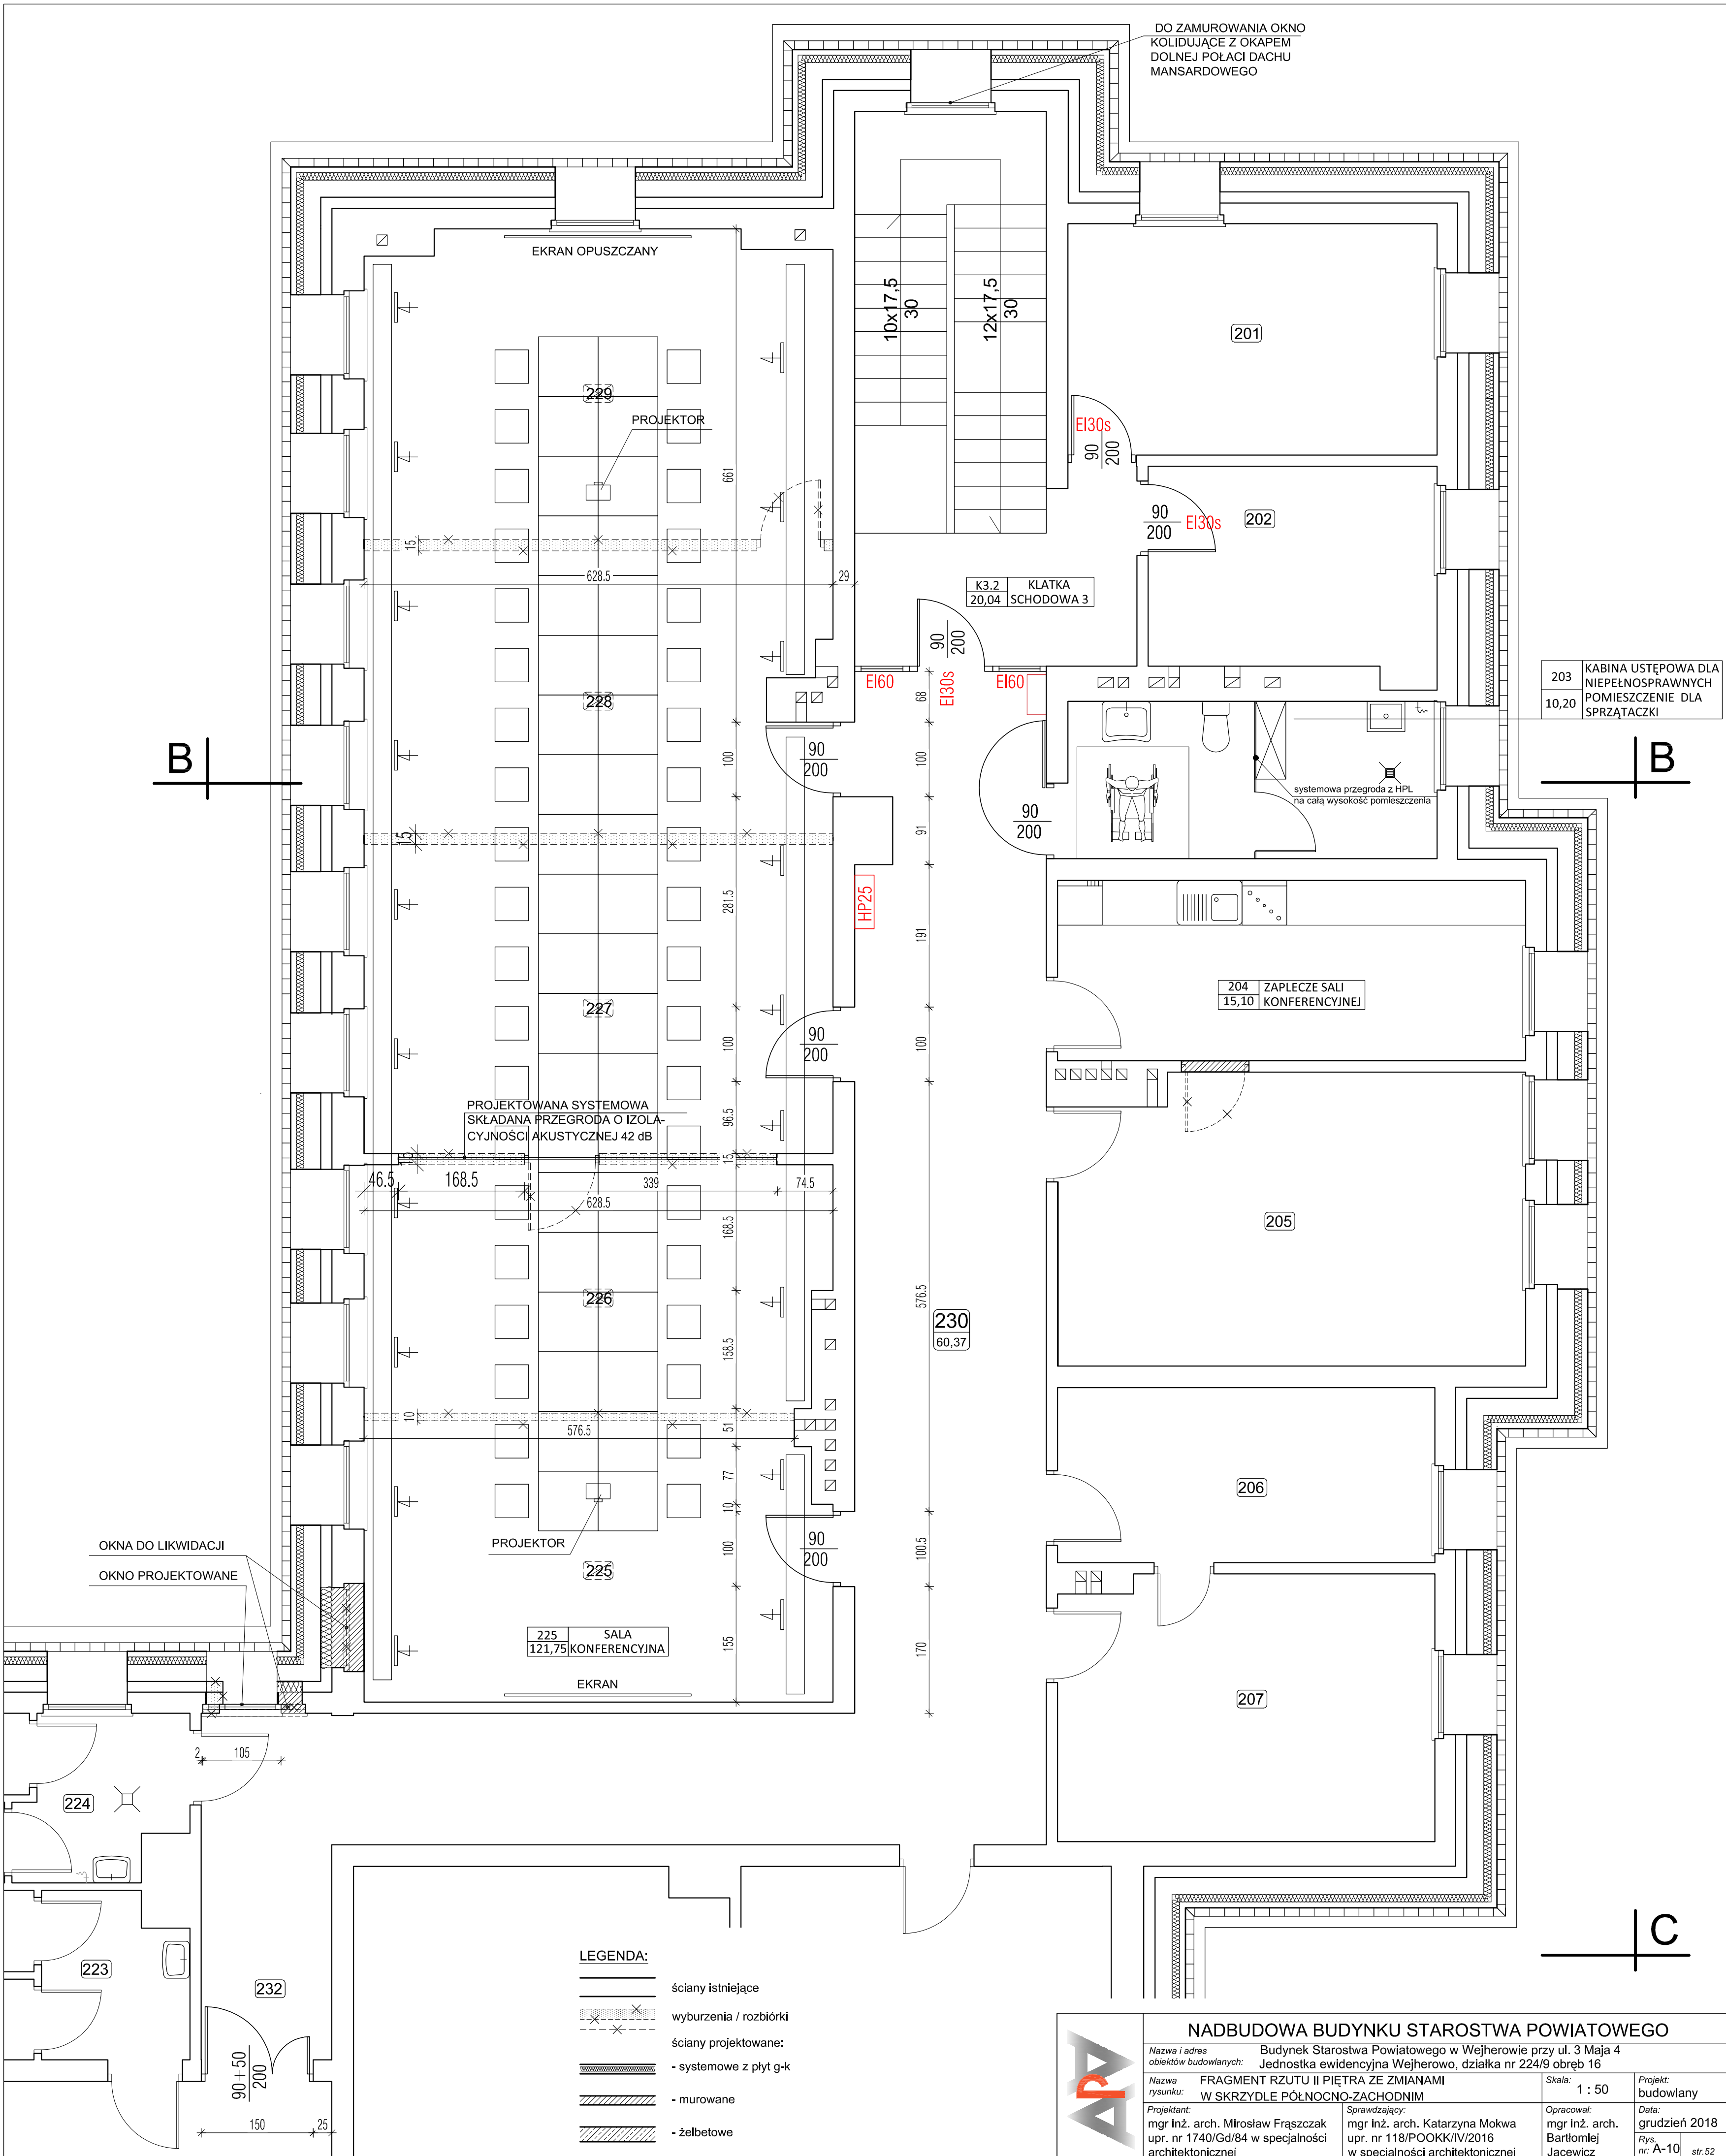 DO ZAMUROWANIA OKNO
KOLIDUJĄCE Z OKAPEM
DOLNEJ POŁACI DACHU
MANSARDOWEGO
EKRAN OPUSZCZANY
10x17,5
30
12x17,5
30
201
229
PROJEKTOR
661
EI30s
90
200
90
200
EI30s
202
15
628.5
29
K3.2
20,04
KLATKA
SCHODOWA 3
90
200
EI60
EI30s
EI60
68
203
10,20
KABINA USTĘPOWA DLA
NIEPEŁNOSPRAWNYCH
POMIESZCZENIE DLA
SPRZĄTACZKI
228
B
B
100
90
200
100
systemowa przegroda z HPL
na całą wysokość pomieszczenia
90
200
15
91
281.5
HP25
191
204
15,10
ZAPLECZE SALI
KONFERENCYJNEJ
227
100
90
200
100
PROJEKTOWANA SYSTEMOWA
SKŁADANA PRZEGRODA O IZOLA-
CYJNOŚCI AKUSTYCZNEJ 42 dB
96.5
15
15
46.5
168.5
339
74.5
628.5
205
168.5
226
576.5
230
60,37
158.5
10
576.5
51
77
10
206
PROJEKTOR
OKNA DO LIKWIDACJI
OKNO PROJEKTOWANE
100
90
200
100.5
225
225
121,75
SALA
KONFERENCYJNA
155
170
EKRAN
207
2
105
224
223
232
90+50
200
150
25
C
LEGENDA:
ściany istniejące
wyburzenia / rozbiórki
ściany projektowane:
- systemowe z płyt g-k
- murowane
- żelbetowe
APA
NADBUDOWA BUDYNKU STAROSTWA POWIATOWEGO
Nazwa i adres
obiektów budowlanych:
Budynek Starostwa Powiatowego w Wejherowie przy ul. 3 Maja 4
Jednostka ewidencyjna Wejherowo, działka nr 224/9 obręb 16
Nazwa
rysunku:
FRAGMENT RZUTU II PIĘTRA ZE ZMIANAMI
W SKRZYDLE PÓŁNOCNO-ZACHODNIM
Skala:
1 : 50
Projekt:
budowlany
Projektant:
mgr inż. arch. Mirosław Frąszczak
upr. nr 1740/Gd/84 w specjalności
architektonicznej
Sprawdzający:
mgr inż. arch. Katarzyna Mokwa
upr. nr 118/POOKK/IV/2016
w specjalności architektonicznej
Opracował:
mgr inż. arch.
Bartłomiej
Jacewicz
Data:
grudzień 2018
Rys.
nr: A-10
str.52